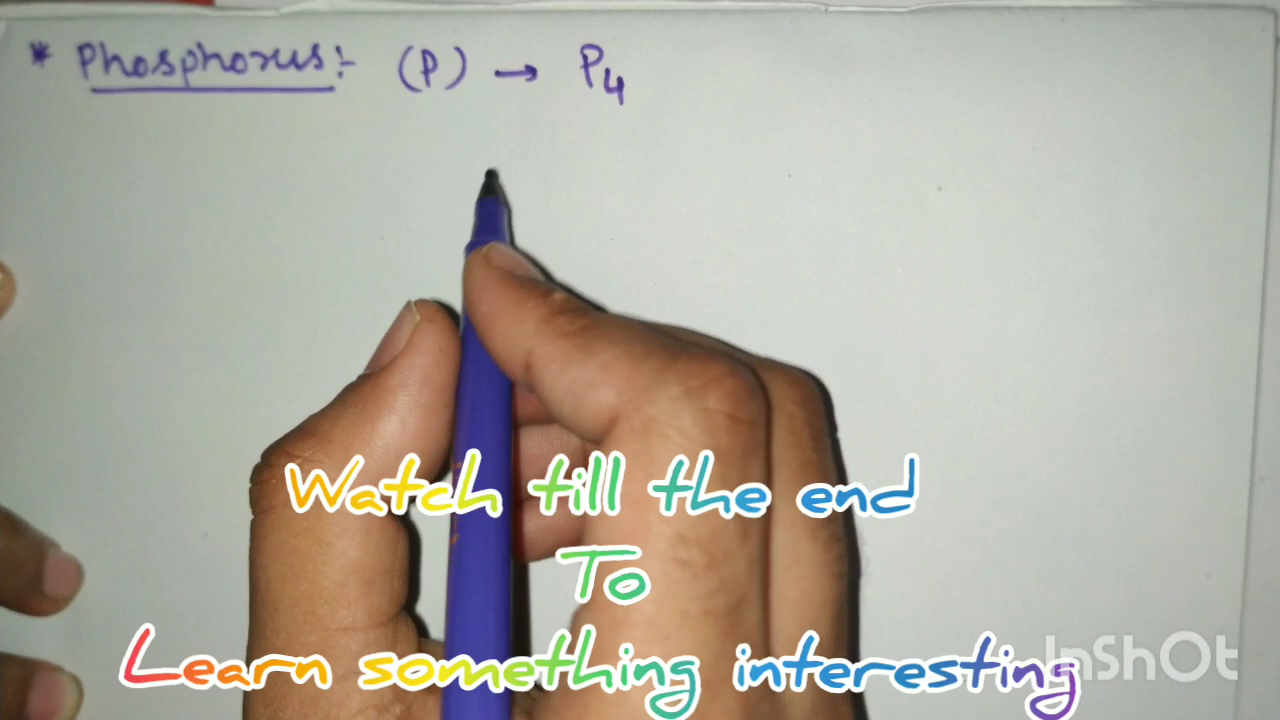 * Phosphorus:- (P) → P₄
Watch till the end
To
Learn something interesting
InShOt